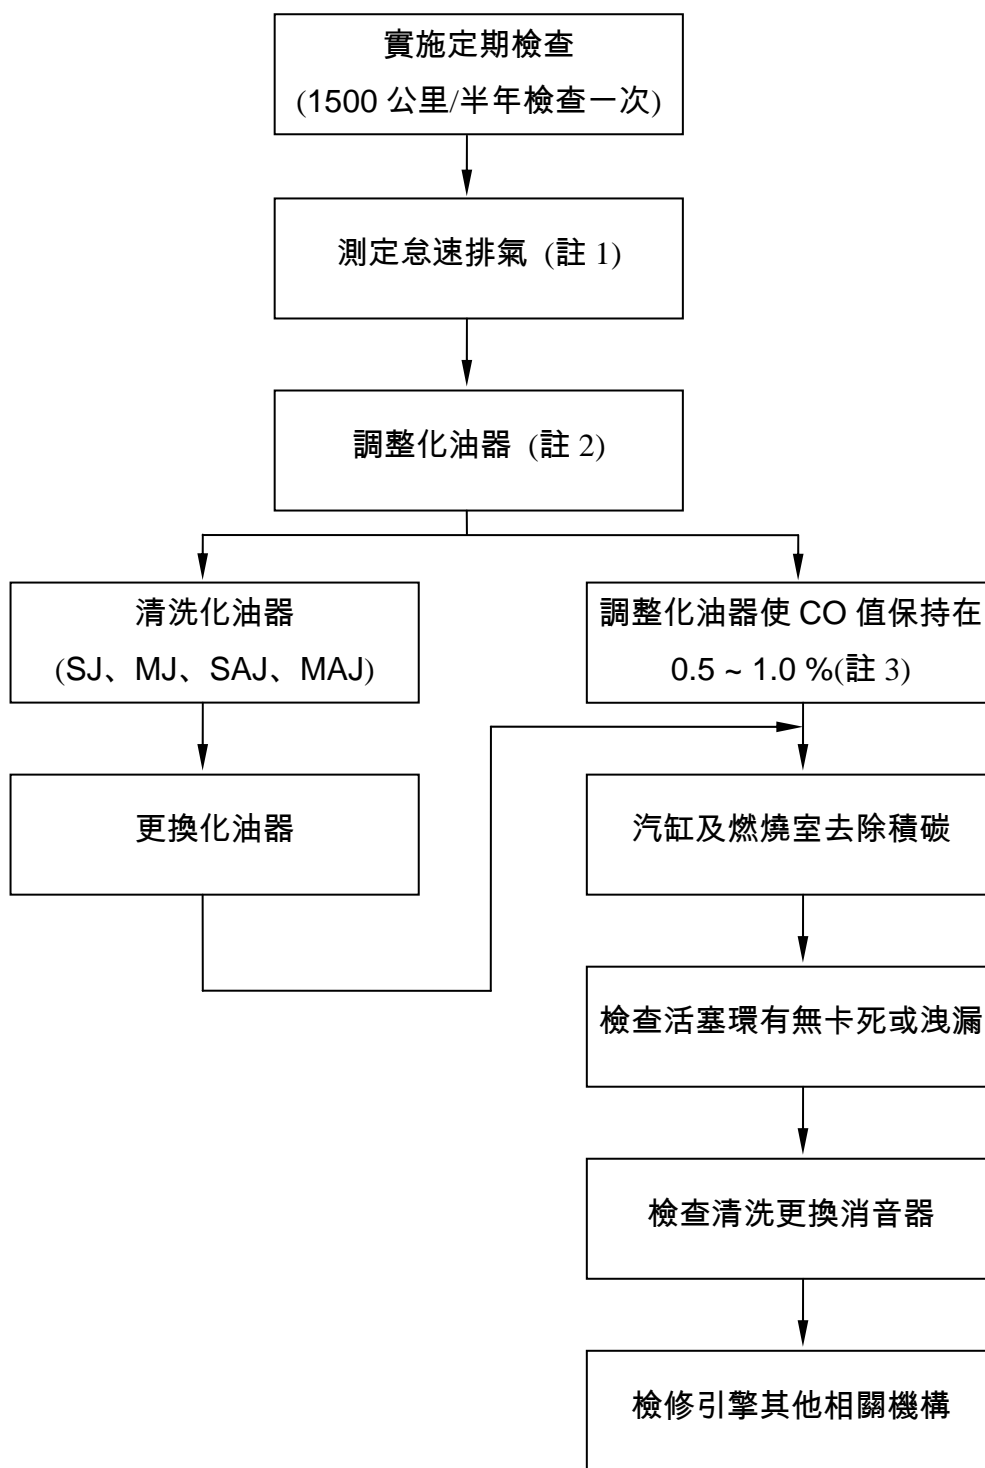 實施定期檢查
(1500 公里/半年檢查一次)
測定怠速排氣 (註 1)
調整化油器 (註 2)
清洗化油器
(SJ、MJ、SAJ、MAJ)
調整化油器使 CO 值保持在
0.5 ~ 1.0 %(註 3)
更換化油器
汽缸及燃燒室去除積碳
檢查活塞環有無卡死或洩漏
檢查清洗更換消音器
檢修引擎其他相關機構